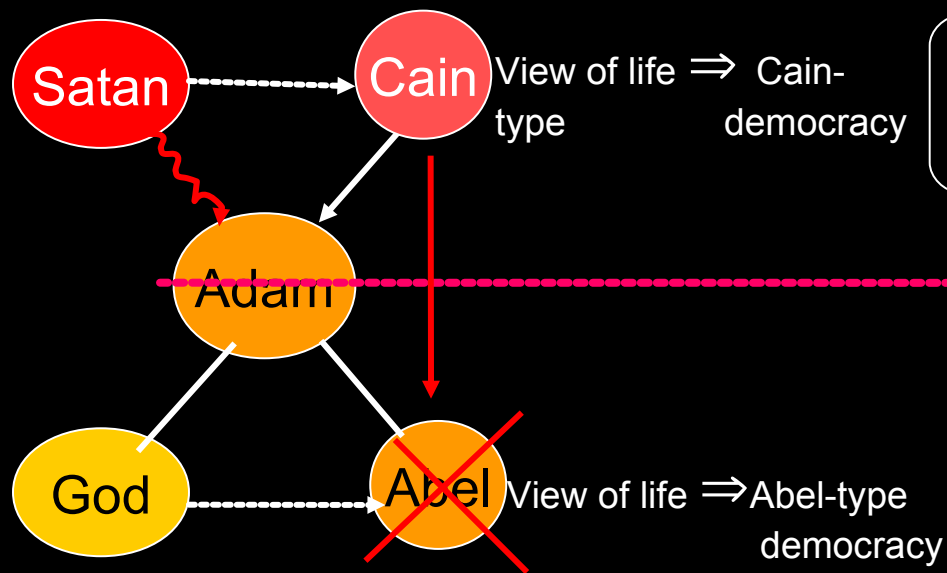 Satan
Cain
View of life ⇒ Cain-
type democracy
Adam
God
Abel
View of life ⇒Abel-type
democracy